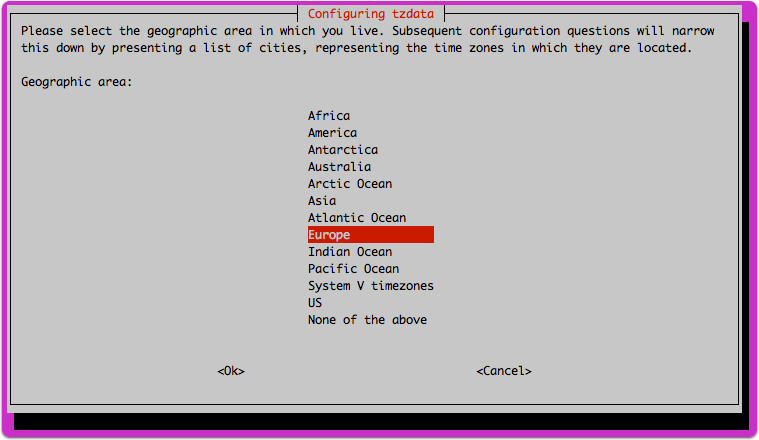 Configuring tzdata
Please select the geographic area in which you live. Subsequent configuration questions will narrow
this down by presenting a list of cities, representing the time zones in which they are located.
Geographic area:
Africa
America
Antarctica
Australia
Arctic Ocean
Asia
Atlantic Ocean
Europe
Indian Ocean
Pacific Ocean
System V timezones
US
None of the above
<Ok> <Cancel>